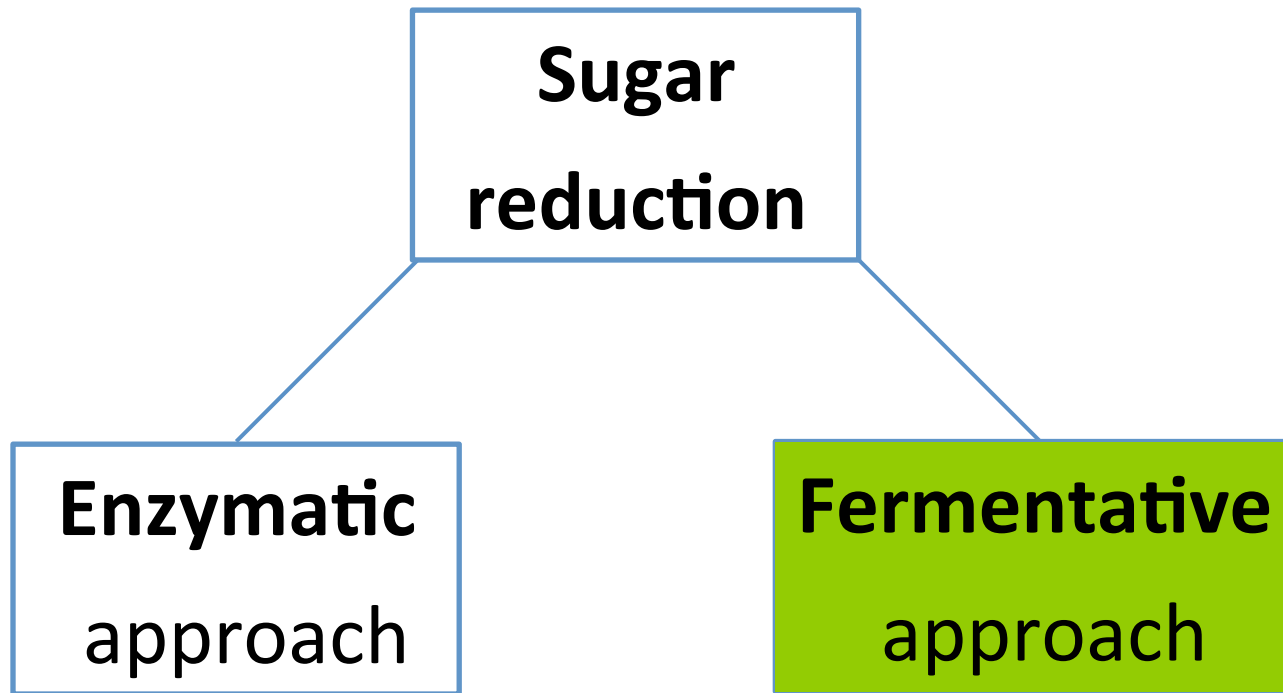 Sugar
reduction
Enzymatic
approach
Fermentative
approach